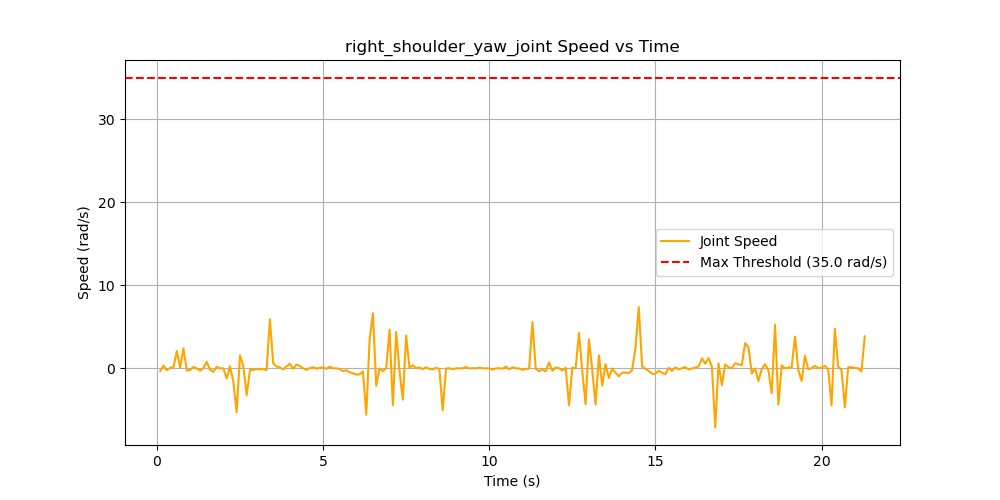 right_shoulder_yaw_joint Speed vs Time
Speed (rad/s)
30
20
10
0
Joint Speed
Max Threshold (35.0 rad/s)
0 5 10 15 20
Time (s)